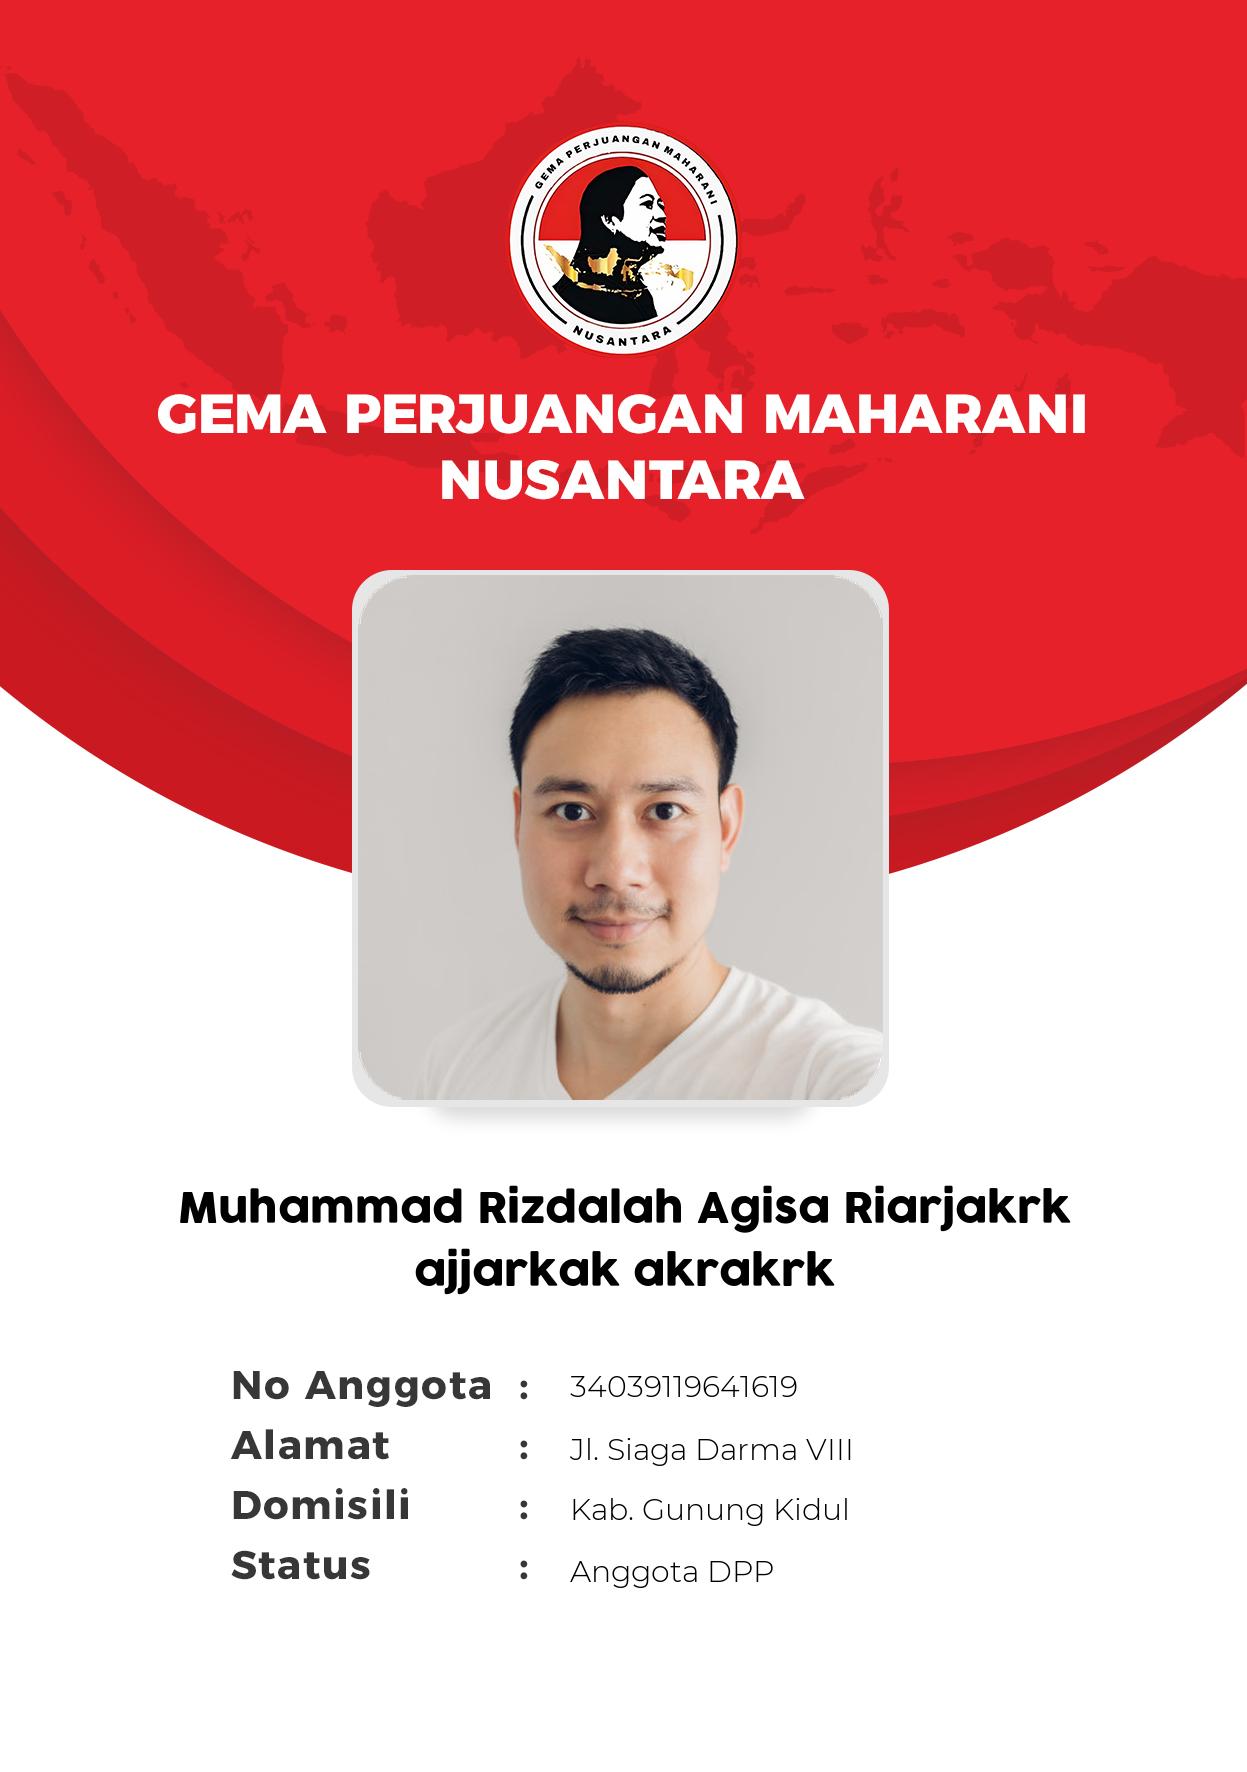 GEMA PERJUANGAN MAHARANI
NUSANTARA
GEMA PERJUANGAN MAHARANI
NUSANTARA
Muhammad Rizdalah Agisa Riarjakrk
ajjarkak akrakrk
No Anggota : 34039119641619
Alamat : Jl. Siaga Darma VIII
Domisili : Kab. Gunung Kidul
Status : Anggota DPP